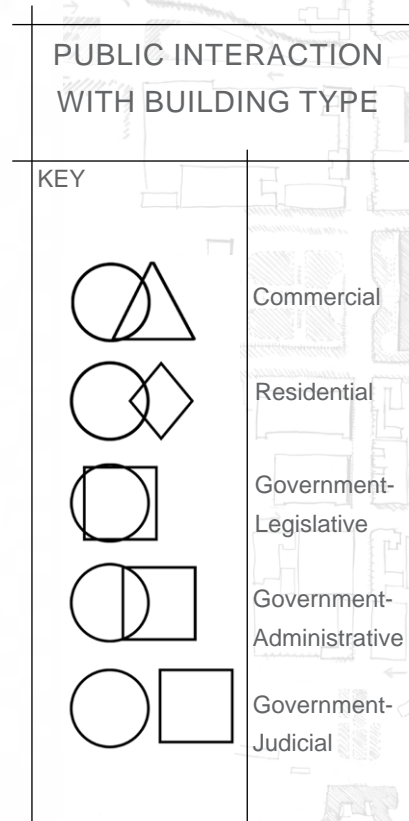 PUBLIC INTERACTION
WITH BUILDING TYPE
KEY
Commercial
Residential
Government-
Legislative
Government-
Administrative
Government-
Judicial